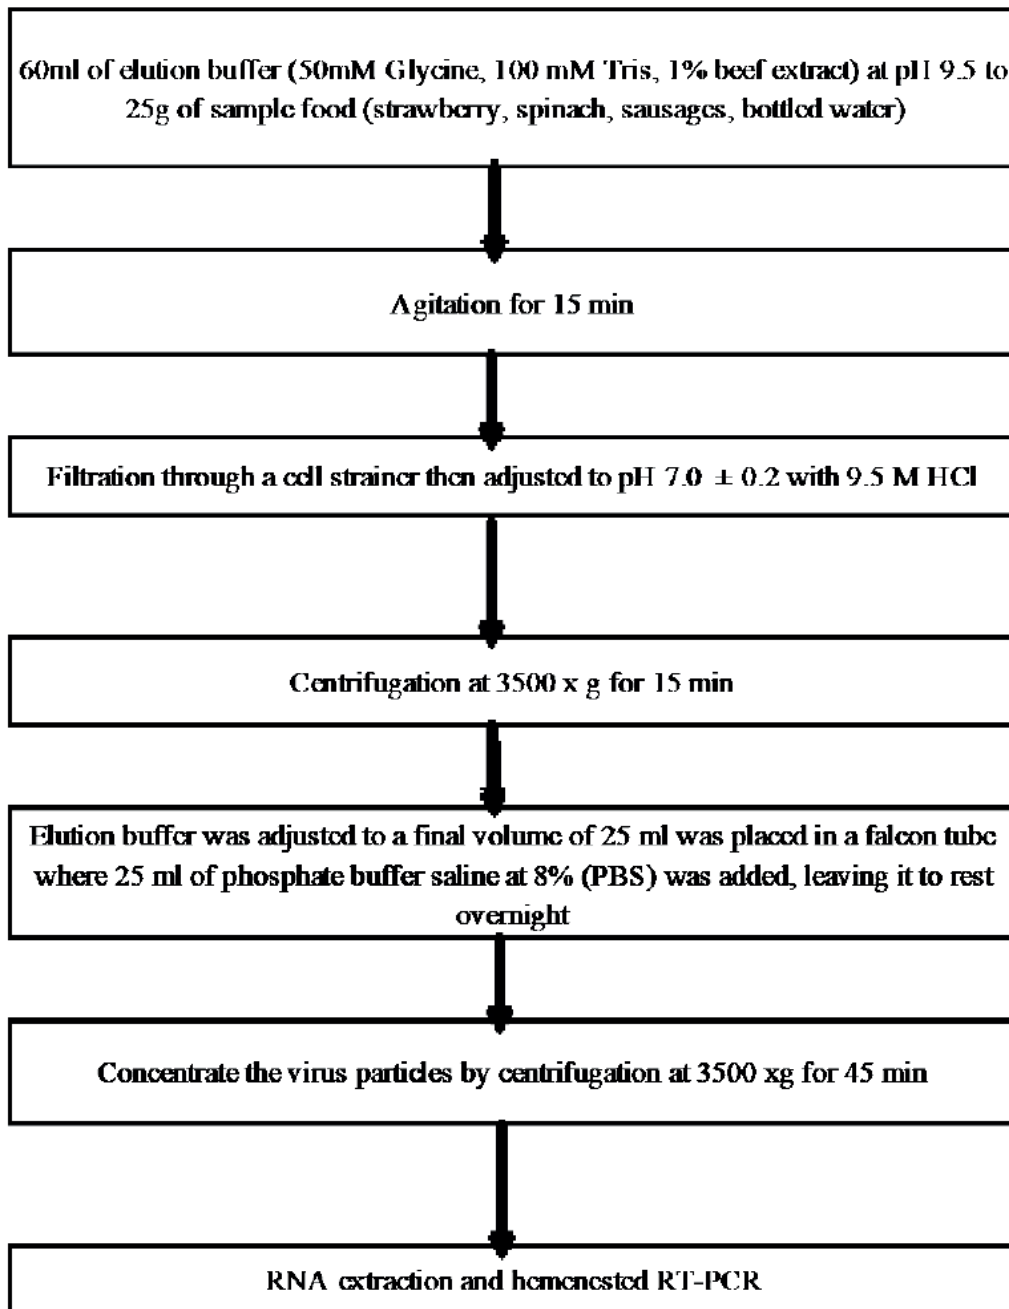 60ml of elution buffer (50mM Glycine, 100 mM Tris, 1% beef extract) at pH 9.5 to
25g of sample food (strawberry, spinach, sausages, bottled water)
Agitation for 15 min
Filtration through a cell strainer then adjusted to pH 7.0 ± 0.2 with 9.5 M HCl
Centrifugation at 3500 x g for 15 min
Elution buffer was adjusted to a final volume of 25 ml was placed in a falcon tube
where 25 ml of phosphate buffer saline at 8% (PBS) was added, leaving it to rest
overnight
Concentrate the virus particles by centrifugation at 3500 xg for 45 min
RNA extraction and hemenested RT-PCR